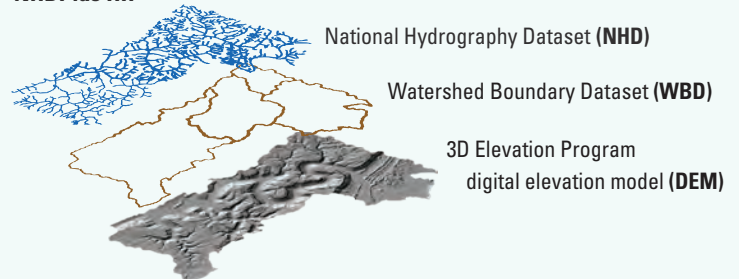 National Hydrography Dataset (NHD)
Watershed Boundary Dataset (WBD)
3D Elevation Program
digital elevation model (DEM)